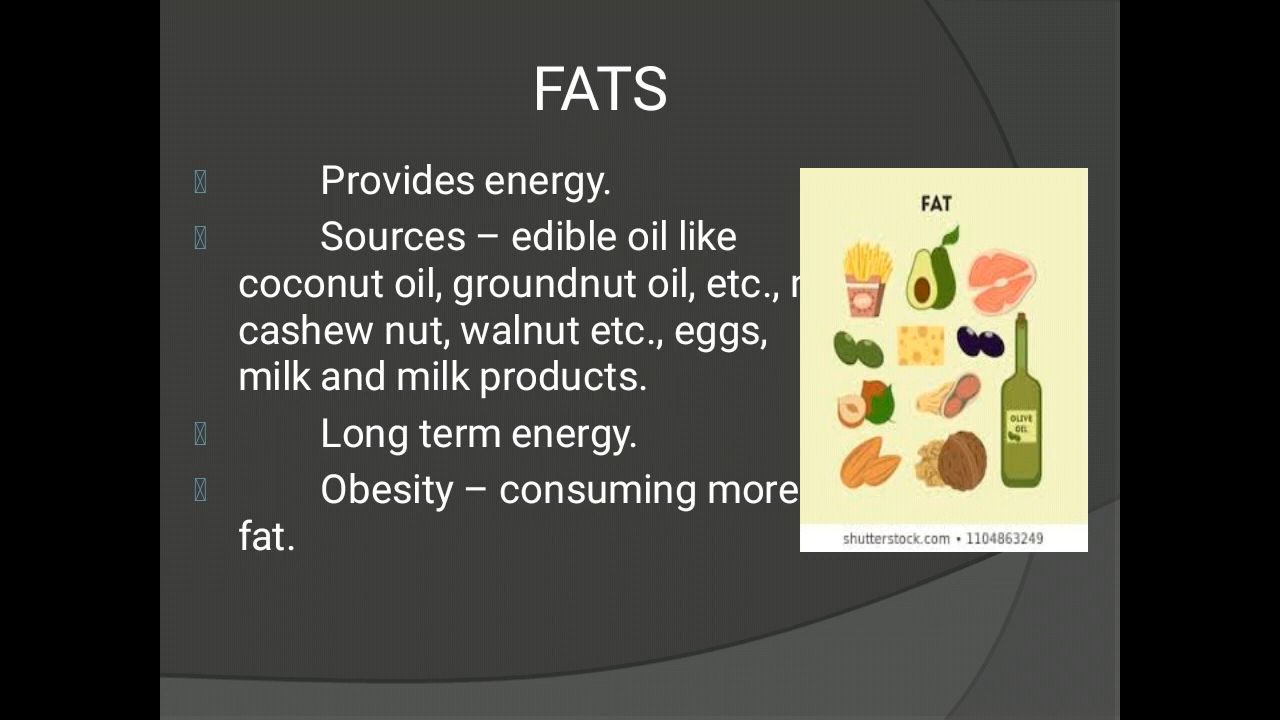 FATS
Provides energy.
Sources – edible oil like
coconut oil, groundnut oil, etc.,
cashew nut, walnut etc., eggs,
milk and milk products.
Long term energy.
Obesity – consuming more
fat.
FAT
OLIVE
OIL
shutterstock.com • 1104863249